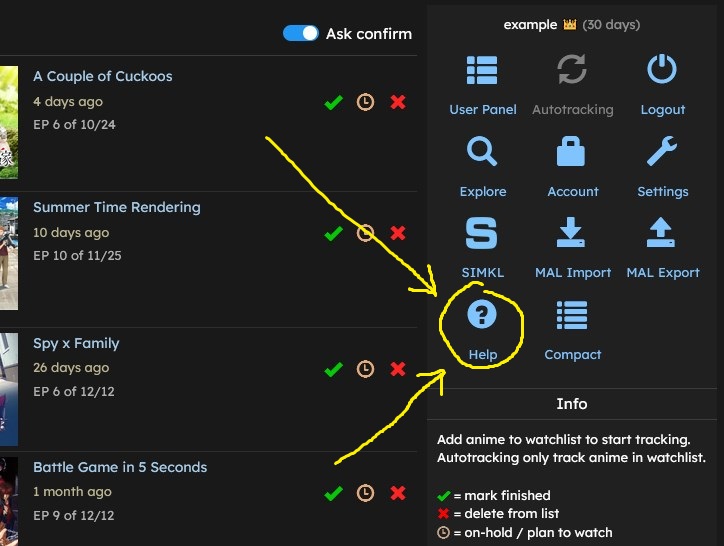 Ask confirm
A Couple of Cuckoos
4 days ago
EP 6 of 10/24
Summer Time Rendering
10 days ago
EP 10 of 11/25
Spy x Family
26 days ago
EP 6 of 12/12
Battle Game in 5 Seconds
1 month ago
EP 9 of 12/12
example (30 days)
User Panel
Autotracking
Logout
Explore
Account
Settings
S
SIMKL
MAL Import
MAL Export
?
Help
Compact
Info
Add anime to watchlist to start tracking.
Autotracking only track anime in watchlist.
= mark finished
= delete from list
= on-hold / plan to watch